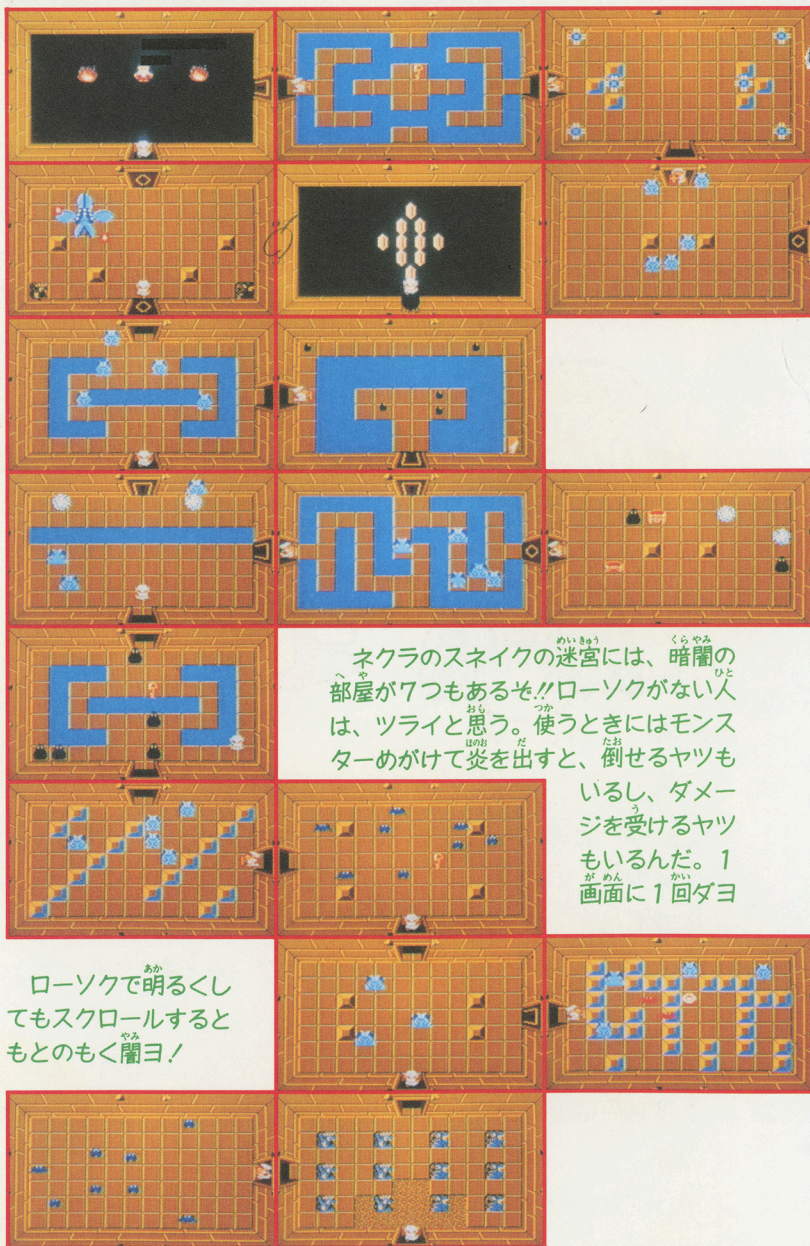 ネクラのスネイクの迷宮には、暗闇の
部屋が7つもあるぞ!!ローソクがない人
は、ツライと思う。使うときにはモンス
ターめがけて炎を出すと、倒せるヤツも
いるし、ダメー
ジを受けるヤツ
もいるんだ。1
画面に1回ダヨ
ローソクで明るくし
てもスクロールすると
もとのもく闇ヨ!